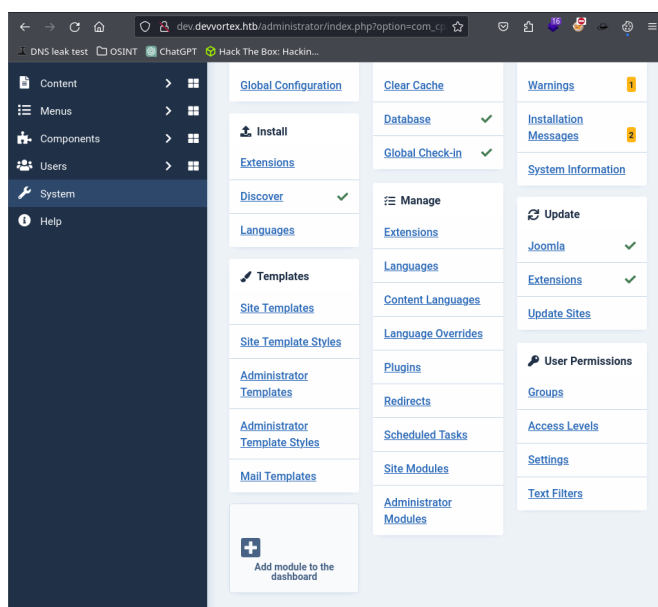 dev.devvortex.htb/administrator/index.php?option=com_cp
16
DNS leak test
OSINT
ChatGPT
Hack The Box: Hackin...
Content
Menus
Components
Users
System
Help
Global Configuration
Install
Extensions
Discover
Languages
Templates
Site Templates
Site Template Styles
Administrator
Templates
Administrator
Template Styles
Mail Templates
Add module to the
dashboard
Clear Cache
Database
Global Check-in
Manage
Extensions
Languages
Content Languages
Language Overrides
Plugins
Redirects
Scheduled Tasks
Site Modules
Administrator
Modules
Warnings
1
Installation
Messages
2
System Information
Update
Joomla
Extensions
Update Sites
User Permissions
Groups
Access Levels
Settings
Text Filters